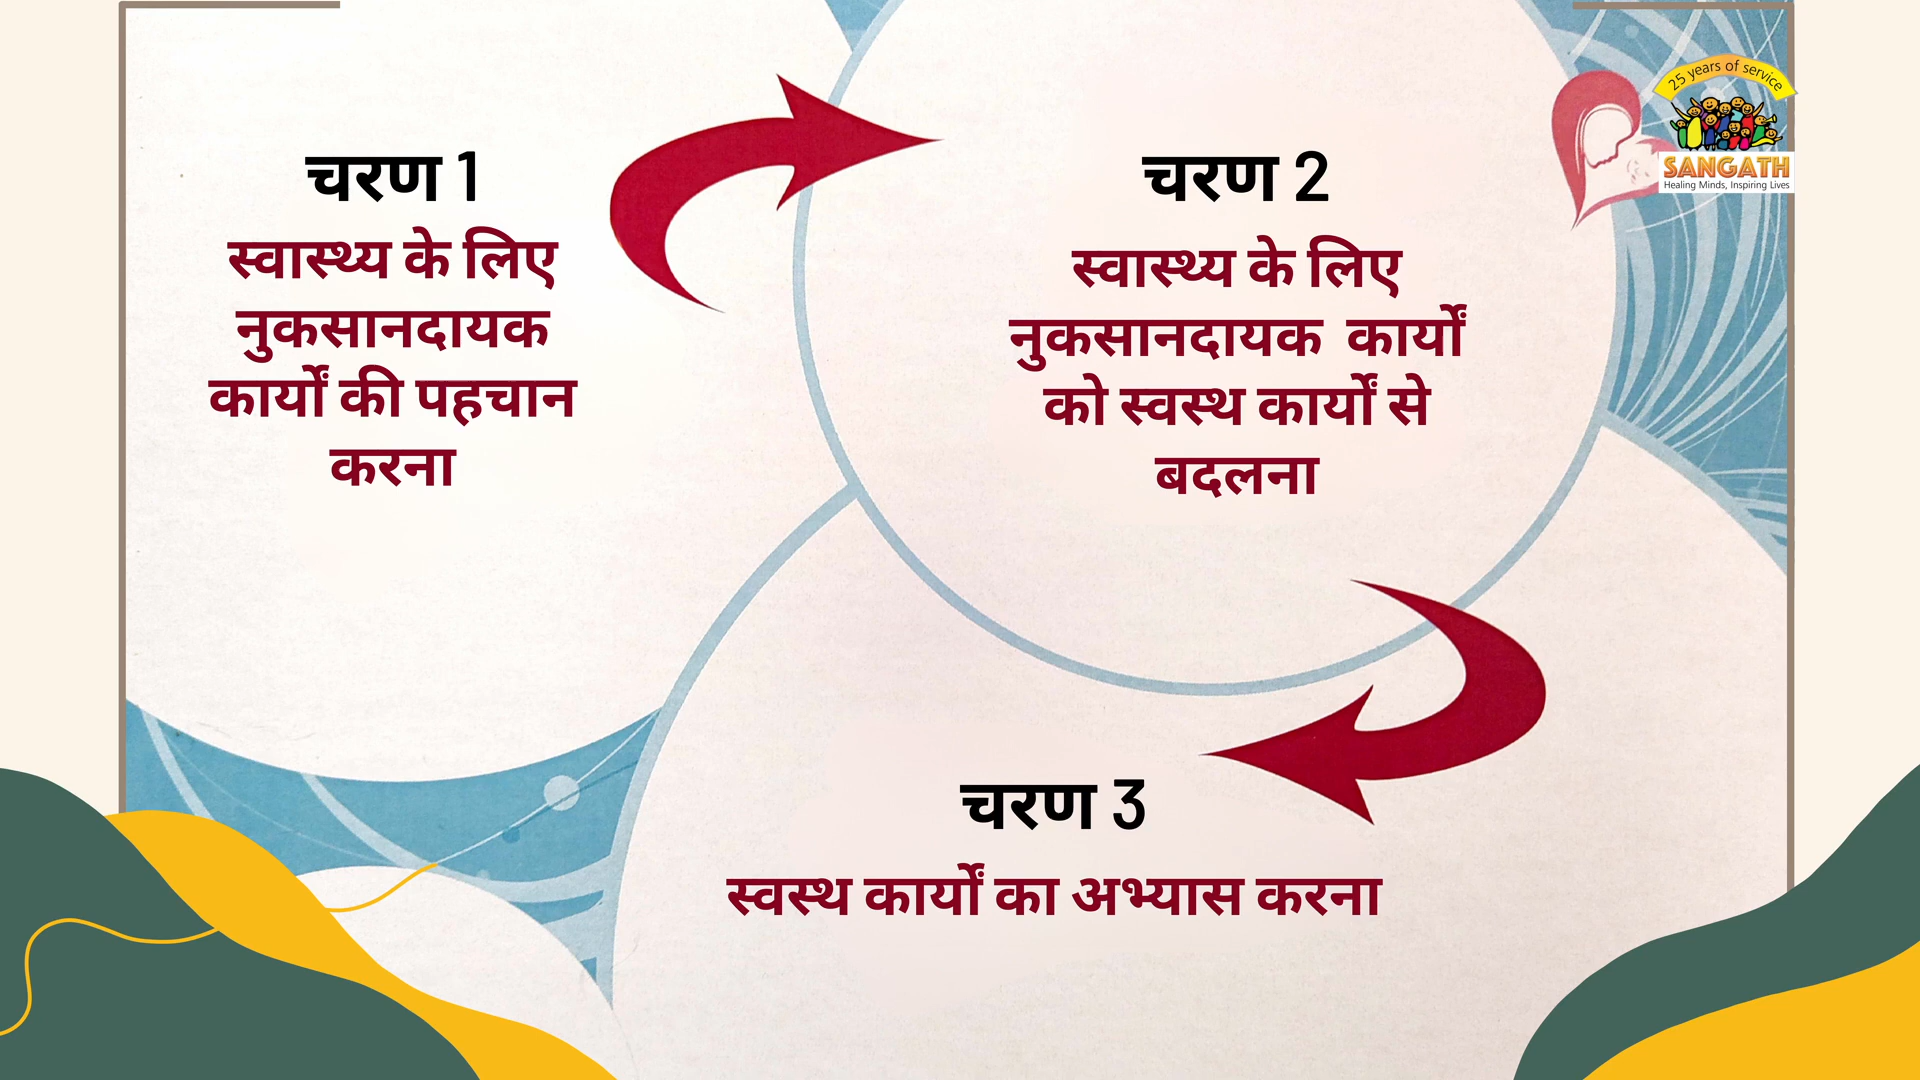 चरण 1
स्वास्थ्य के लिए
नुकसानदायक
कार्यों की पहचान
करना
चरण 2
स्वास्थ्य के लिए
नुकसानदायक कार्यों
को स्वस्थ कार्यों से
बदलना
चरण 3
स्वस्थ कार्यों का अभ्यास करना
25 years of service
SANGATH
Healing Minds, Inspiring Lives